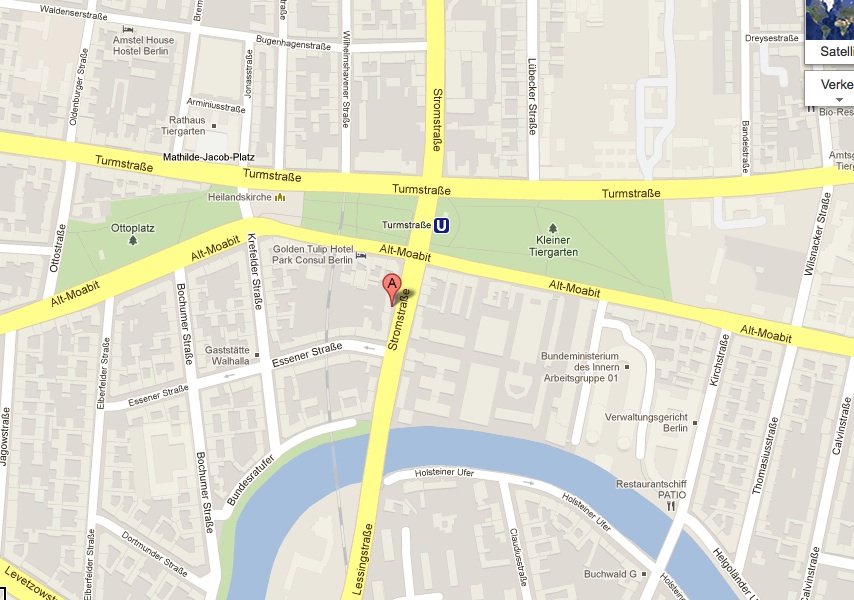 Waldenserstraße
Amstel House
Hostel Berlin
Bugenhagenstraße
Dreysestraße
Satelli
Verke
Oldenburger Straße
Jonasstraße
Wilhelmshavener Straße
Stromstraße
Lübecker Straße
Bandelstraße
Bio-Res
Arminiusstraße
Rathaus
Tiergarten
Mathilde-Jacob-Platz
Turmstraße
Turmstraße
Turmstraße
Turmstraße
Amtsg
Tierga
Heilandskirche
Ottoplatz
Turmstraße U
Kleiner
Tiergarten
Wilsnacker Straße
Ottostraße
Alt-Moabit
Krefelder Straße
Golden Tulip Hotel
Park Consul Berlin
Alt-Moabit
Alt-Moabit
Alt-Moabit
Alt-Moabit
A
Stromstraße
Bochumer Straße
Gaststätte
Walhalla
Essener Straße
Essener Straße
Elberfelder Straße
Bundeministerium
des Innern
Arbeitsgruppe 01
Kirchstraße
Verwaltungsgericht
Berlin
Jagowstraße
Bochumer Straße
Bundesratufer
Thomasiusstraße
Calvinstraße
Holsteiner Ufer
Holsteiner Ufer
Restaurantschiff
PATIO
Dortmunder Straße
Elberfelder Straße
Levetzowst
Lessingstraße
Claudiusstraße
Buchwald G
Holsteine
Helgoländer U
Calvinstraße